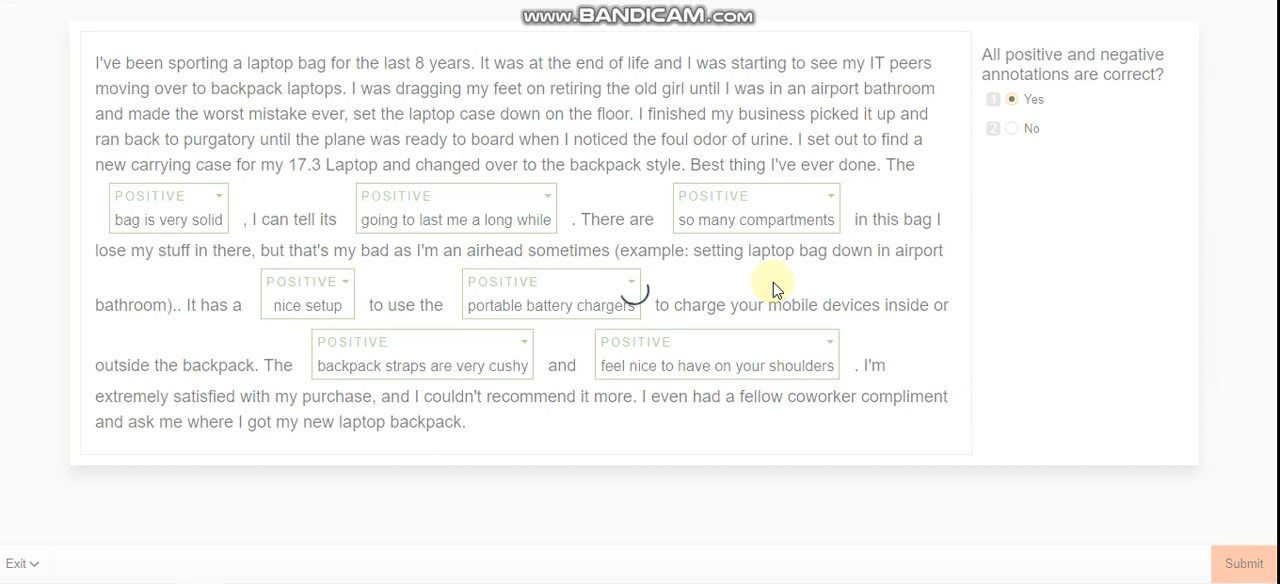 www.BANDICAM.com
I've been sporting a laptop bag for the last 8 years. It was at the end of life and I was starting to see my IT peers
moving over to backpack laptops. I was dragging my feet on retiring the old girl until I was in an airport bathroom
and made the worst mistake ever, set the laptop case down on the floor. I finished my business picked it up and
ran back to purgatory until the plane was ready to board when I noticed the foul odor of urine. I set out to find a
new carrying case for my 17.3 Laptop and changed over to the backpack style. Best thing I've ever done. The
POSITIVE POSITIVE POSITIVE
bag is very solid , I can tell its going to last me a long while . There are so many compartments in this bag I
lose my stuff in there, but that's my bad as I'm an airhead sometimes (example: setting laptop bag down in airport
POSITIVE POSITIVE
bathroom).. It has a nice setup to use the portable battery chargers to charge your mobile devices inside or
POSITIVE POSITIVE
outside the backpack. The backpack straps are very cushy and feel nice to have on your shoulders . I'm
extremely satisfied with my purchase, and I couldn't recommend it more. I even had a fellow coworker compliment
and ask me where I got my new laptop backpack.
All positive and negative
annotations are correct?
1 Yes
2 No
Exit
Submit